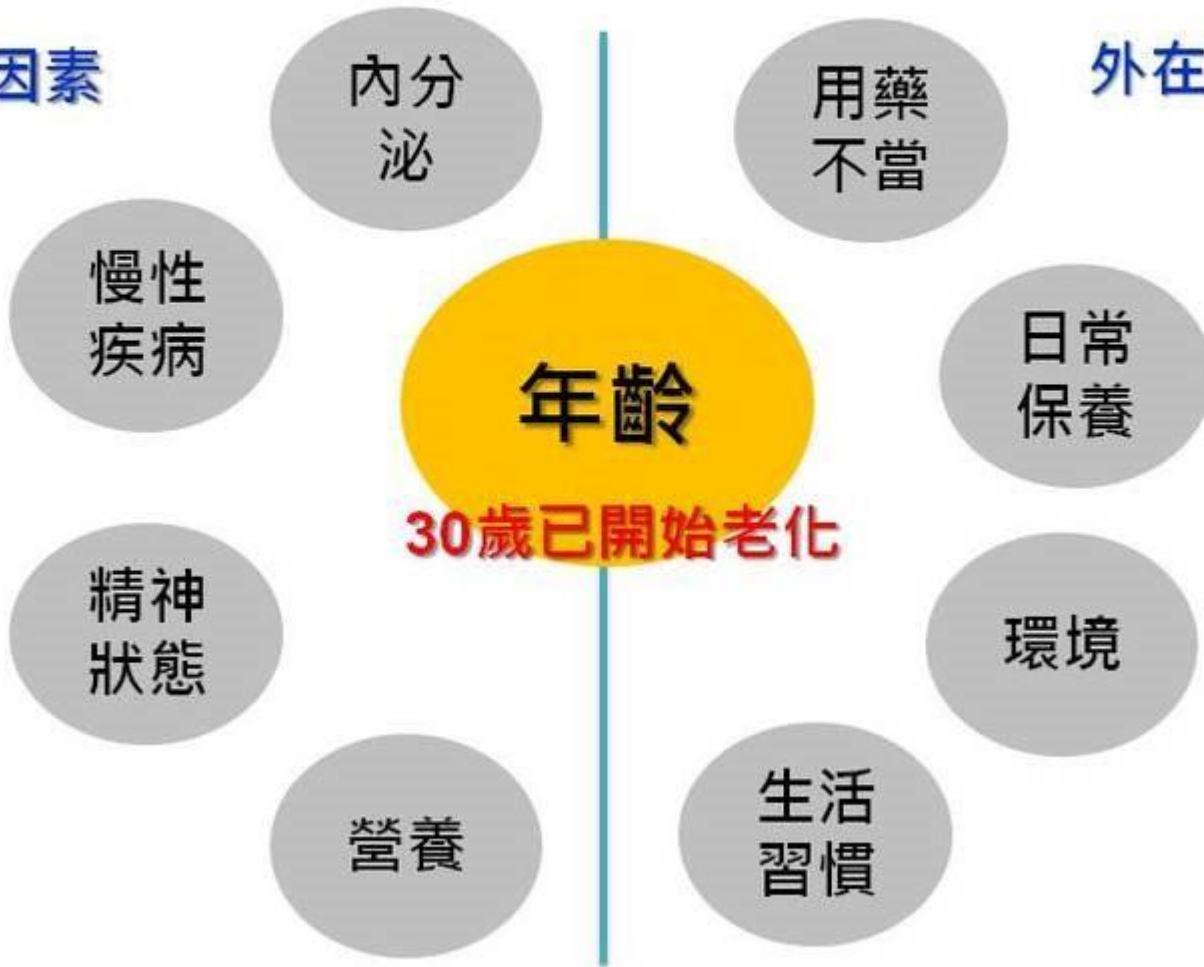 因素
外在
內分
泌
用藥
不當
慢性
疾病
日常
保養
年齡
30歲已開始老化
精神
狀態
環境
營養
生活
習慣